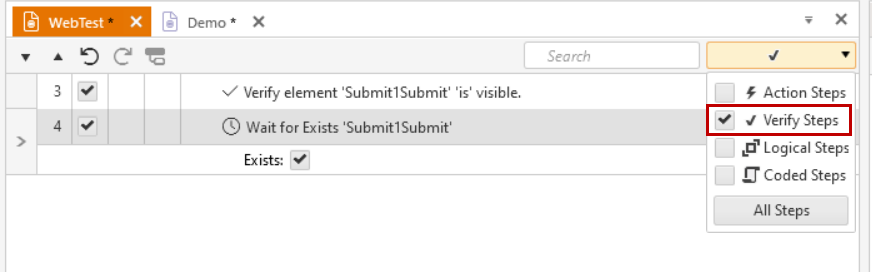 WebTest *
Demo *
Search
3 Verify element 'Submit1Submit' 'is' visible.
4 Wait for Exists 'Submit1Submit'
Exists:
Action Steps
Verify Steps
Logical Steps
Coded Steps
All Steps